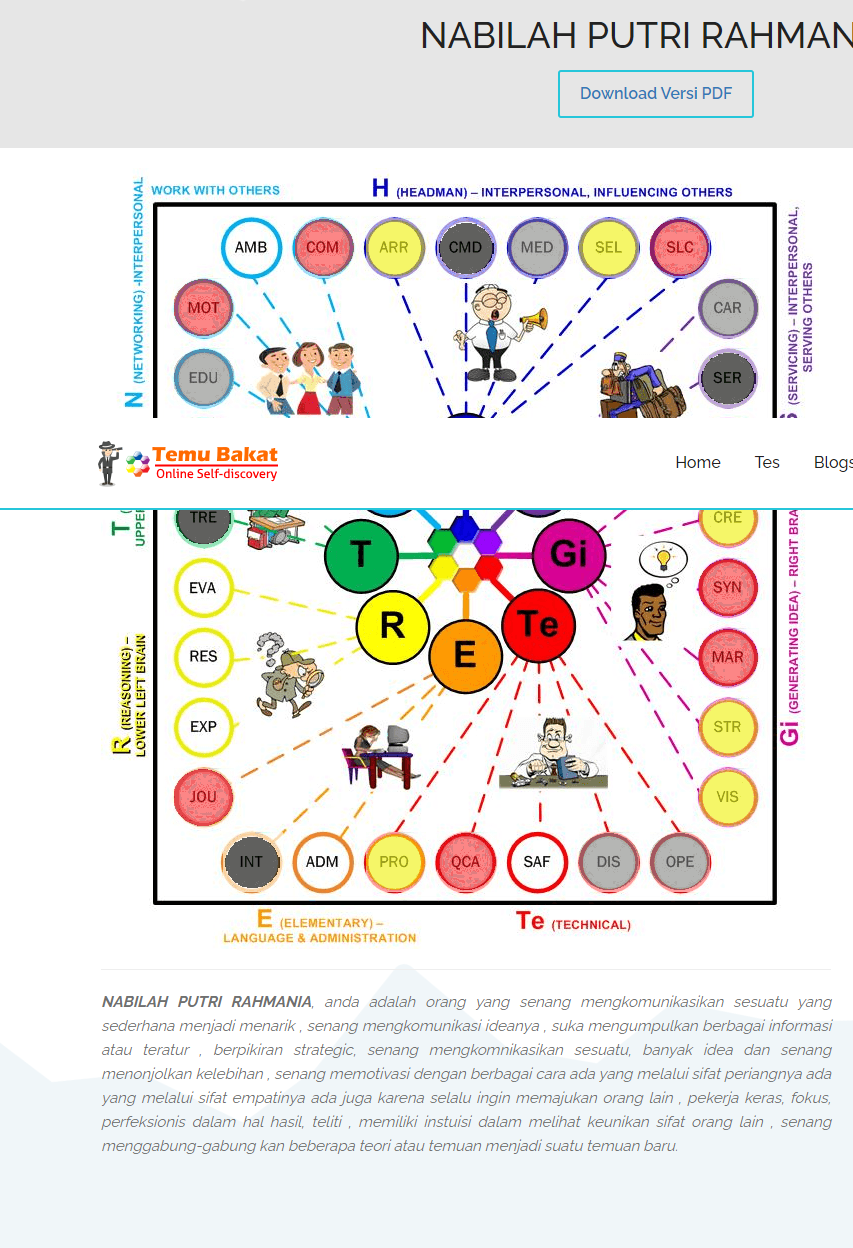 NABILAH PUTRI RAHMAN
Download Versi PDF
WORK WITH OTHERS
H (HEADMAN) – INTERPERSONAL, INFLUENCING OTHERS
N (NETWORKING) -INTERPERSONAL
(SERVICING) – INTERPERSONAL,
SERVING OTHERS
AMB COM ARR CMD MED SEL SLC
MOT CAR
EDU SER
Temu Bakat
Online Self-discovery
Home Tes Blogs
T (
UPPER
TRE CRE
T Gi
EVA SYN
R Te
E
RES MAR
EXP STR
JOU VIS
R (REASONING) –
LOWER LEFT BRAIN
Gi (GENERATING IDEA) – RIGHT BRA
INT ADM PRO QCA SAF DIS OPE
E (ELEMENTARY) –
LANGUAGE & ADMINISTRATION
Te (TECHNICAL)
NABILAH PUTRI RAHMANIA, anda adalah orang yang senang mengkomunikasikan sesuatu yang
sederhana menjadi menarik , senang mengkomunikasi ideanya , suka mengumpulkan berbagai informasi
atau teratur , berpikiran strategic, senang mengkomnikasikan sesuatu, banyak idea dan senang
menonjolkan kelebihan , senang memotivasi dengan berbagai cara ada yang melalui sifat periangnya ada
yang melalui sifat empatinya ada juga karena selalu ingin memajukan orang lain , pekerja keras, fokus,
perfeksionis dalam hal hasil, teliti , memiliki instuisi dalam melihat keunikan sifat orang lain , senang
menggabung-gabung kan beberapa teori atau temuan menjadi suatu temuan baru.